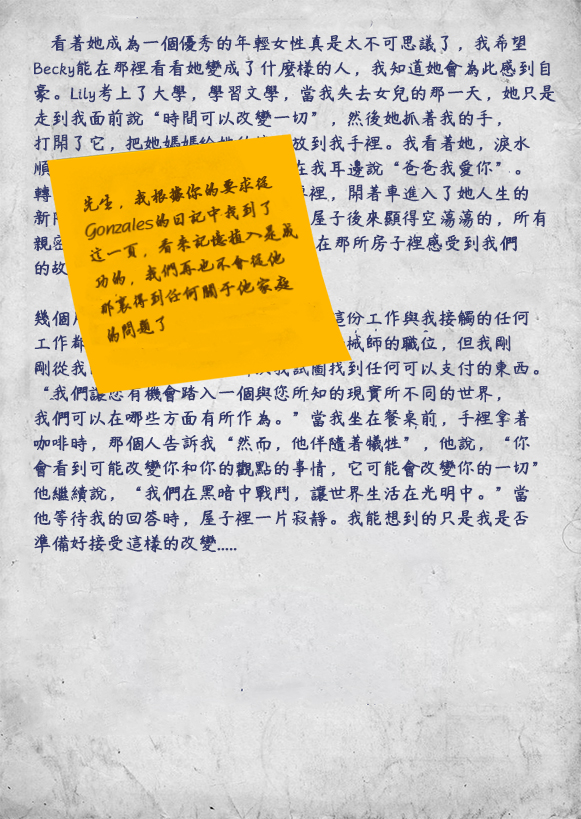 看著她成為一個優秀的年輕女性真是太不可思議了，我希望
Becky能在那裡看看她變成了什麼樣的人，我知道她會為此感到自
豪。Lily考上了大學，學習文學，當我失去女兒的那一天，她只是
走到我面前說“時間可以改變一切”，然後她抓著我的手，
打開了它，把她媽媽給她的 放到我手裡。我看著她，淚水
順 在我耳邊說“爸爸我愛你”。
轉 裡，開著車進入了她人生的
新 屋子後來顯得空蕩蕩的，所有
親 在那所房子裡感受到我們
的故
先生，我根據你的要求從
Gonzales的日記中找到了
这一頁，看來記憶植入是成
功的，我們再也不會從他
那裏得到任何關于他家庭
的問題了
幾個 這份工作與我接觸的任何
工作都 械師的職位，但我剛
剛從我 我試圖找到任何可以支付的東西。
“我們讓您有機會踏入一個與您所知的現實所不同的世界，
我們可以在哪些方面有所作為。”當我坐在餐桌前，手裡拿著
咖啡時，那個人告訴我“然而，他伴隨著犧牲”，他說，“你
會看到可能改變你和你的觀點的事情，它可能會改變你的一切”
他繼續說，“我們在黑暗中戰鬥，讓世界生活在光明中。”當
他等待我的回答時，屋子裡一片寂靜。我能想到的只是我是否
準備好接受這樣的改變.....